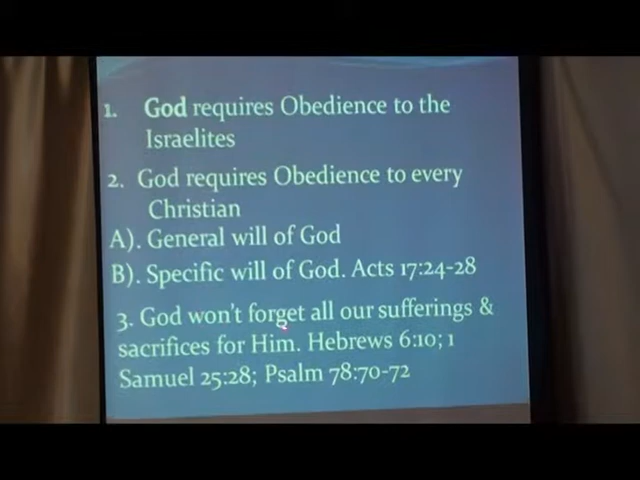 1. God requires Obedience to the
Israelites
2. God requires Obedience to every
Christian
A). General will of God
B). Specific will of God. Acts 17:24-28
3. God won't forget all our sufferings &
sacrifices for Him. Hebrews 6:10; 1
Samuel 25:28; Psalm 78:70-72